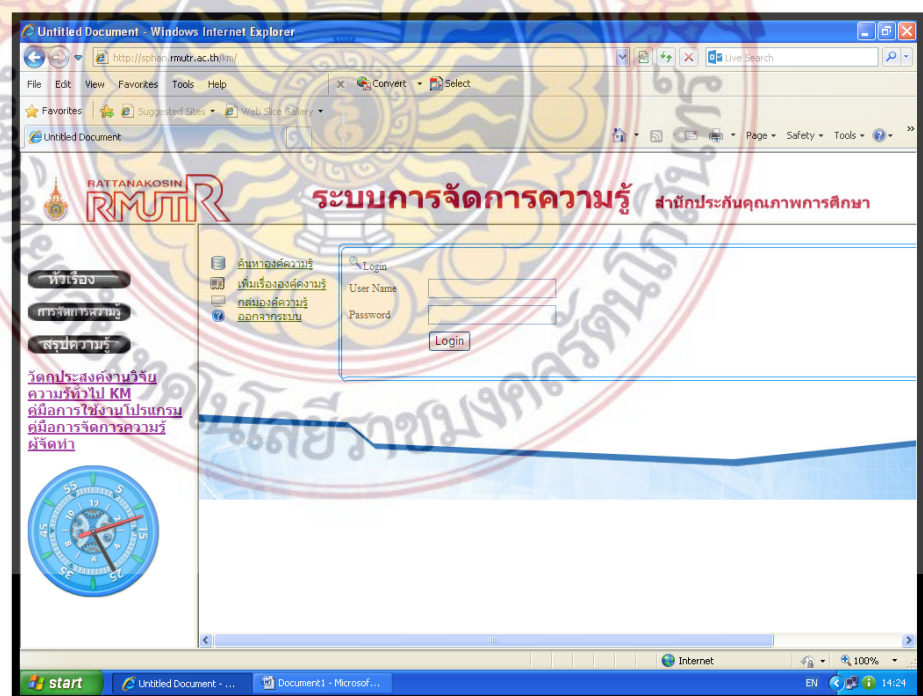 Untitled Document - Windows Internet Explorer
http://sphan.rmutr.ac.th/km/
Live Search
File Edit View Favorites Tools Help
x Convert Select
Favorites Suggested Sites Web Slice Gallery
Untitled Document
Page Safety Tools »
RATTANAKOSIN
RMUTR
ระบบการจัดการความรู้ สำนักประกันคุณภาพการศึกษา
หัวเรื่อง
การจัดการความรู้
สรุปความรู้
วัตถุประสงค์งานวิจัย
ความรู้ทั่วไป KM
คู่มือการใช้งานโปรแกรม
คู่มือการจัดการความรู้
ผู้จัดทำ
ค้นหาองค์ความรู้
เพิ่มเรื่ององค์ความรู้
กลุ่มองค์ความรู้
ออกจากระบบ
Login
User Name
Password
Login
Internet
100%
start
Untitled Document - ...
Document1 - Microsof...
EN
14:24